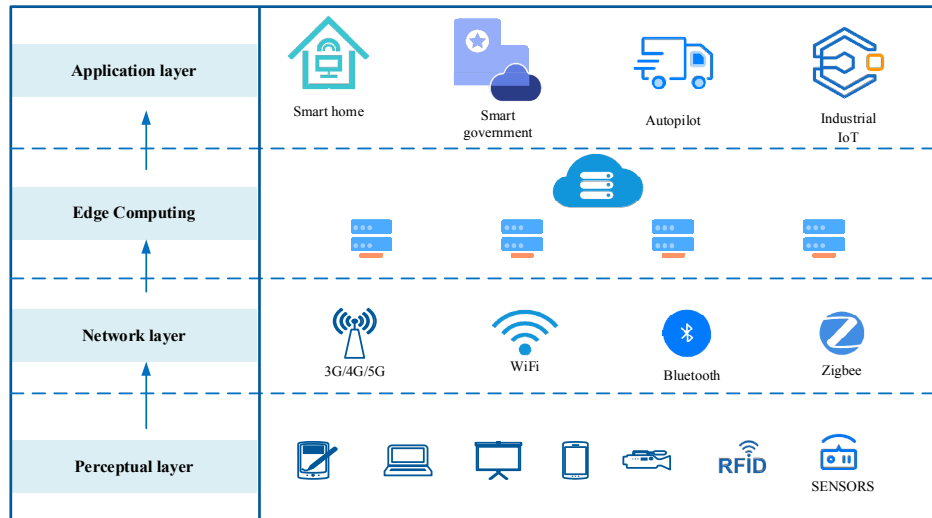 Application layer
Smart home
Smart
government
Autopilot
Industrial
IoT
Edge Computing
Network layer
3G/4G/5G
WiFi
Bluetooth
Zigbee
Perceptual layer
RFiD
SENSORS